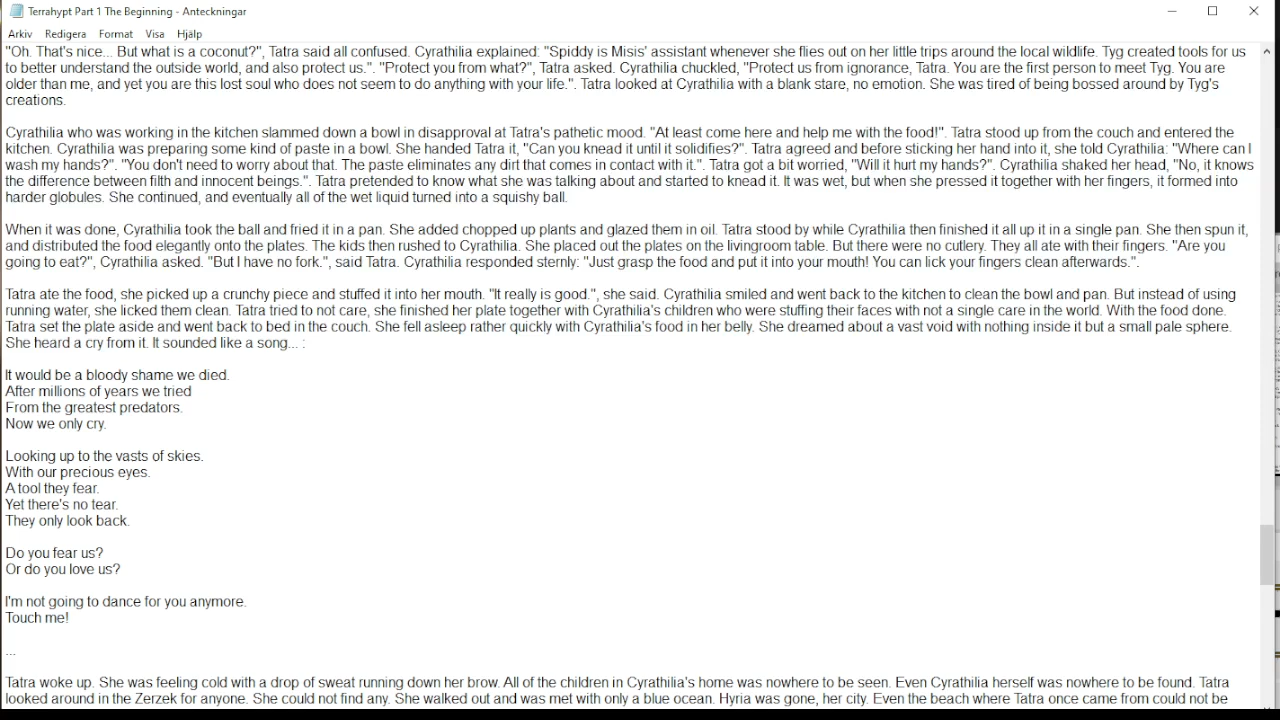 Terrahypt Part 1 The Beginning - Anteckningar
Arkiv Redigera Format Visa Hjälp
"Oh. That's nice... But what is a coconut?", Tatra said all confused. Cyrathilia explained: "Spiddy is Misis' assistant whenever she flies out on her little trips around the local wildlife. Tyg created tools for us
to better understand the outside world, and also protect us.". "Protect you from what?", Tatra asked. Cyrathilia chuckled, "Protect us from ignorance, Tatra. You are the first person to meet Tyg. You are
older than me, and yet you are this lost soul who does not seem to do anything with your life.". Tatra looked at Cyrathilia with a blank stare, no emotion. She was tired of being bossed around by Tyg's
creations.
Cyrathilia who was working in the kitchen slammed down a bowl in disapproval at Tatra's pathetic mood. "At least come here and help me with the food!". Tatra stood up from the couch and entered the
kitchen. Cyrathilia was preparing some kind of paste in a bowl. She handed Tatra it, "Can you knead it until it solidifies?". Tatra agreed and before sticking her hand into it, she told Cyrathilia: "Where can I
wash my hands?". "You don't need to worry about that. The paste eliminates any dirt that comes in contact with it.". Tatra got a bit worried, "Will it hurt my hands?". Cyrathilia shaked her head, "No, it knows
the difference between filth and innocent beings.". Tatra pretended to know what she was talking about and started to knead it. It was wet, but when she pressed it together with her fingers, it formed into
harder globules. She continued, and eventually all of the wet liquid turned into a squishy ball.
When it was done, Cyrathilia took the ball and fried it in a pan. She added chopped up plants and glazed them in oil. Tatra stood by while Cyrathilia then finished it all up it in a single pan. She then spun it,
and distributed the food elegantly onto the plates. The kids then rushed to Cyrathilia. She placed out the plates on the livingroom table. But there were no cutlery. They all ate with their fingers. "Are you
going to eat?", Cyrathilia asked. "But I have no fork.", said Tatra. Cyrathilia responded sternly: "Just grasp the food and put it into your mouth! You can lick your fingers clean afterwards.".
Tatra ate the food, she picked up a crunchy piece and stuffed it into her mouth. "It really is good.", she said. Cyrathilia smiled and went back to the kitchen to clean the bowl and pan. But instead of using
running water, she licked them clean. Tatra tried to not care, she finished her plate together with Cyrathilia's children who were stuffing their faces with not a single care in the world. With the food done.
Tatra set the plate aside and went back to bed in the couch. She fell asleep rather quickly with Cyrathilia's food in her belly. She dreamed about a vast void with nothing inside it but a small pale sphere.
She heard a cry from it. It sounded like a song... :
It would be a bloody shame we died.
After millions of years we tried
From the greatest predators.
Now we only cry.
Looking up to the vasts of skies.
With our precious eyes.
A tool they fear.
Yet there's no tear.
They only look back.
Do you fear us?
Or do you love us?
I'm not going to dance for you anymore.
Touch me!
...
Tatra woke up. She was feeling cold with a drop of sweat running down her brow. All of the children in Cyrathilia's home was nowhere to be seen. Even Cyrathilia herself was nowhere to be found. Tatra
looked around in the Zerzek for anyone. She could not find any. She walked out and was met with only a blue ocean. Hyria was gone, her city. Even the beach where Tatra once came from could not be